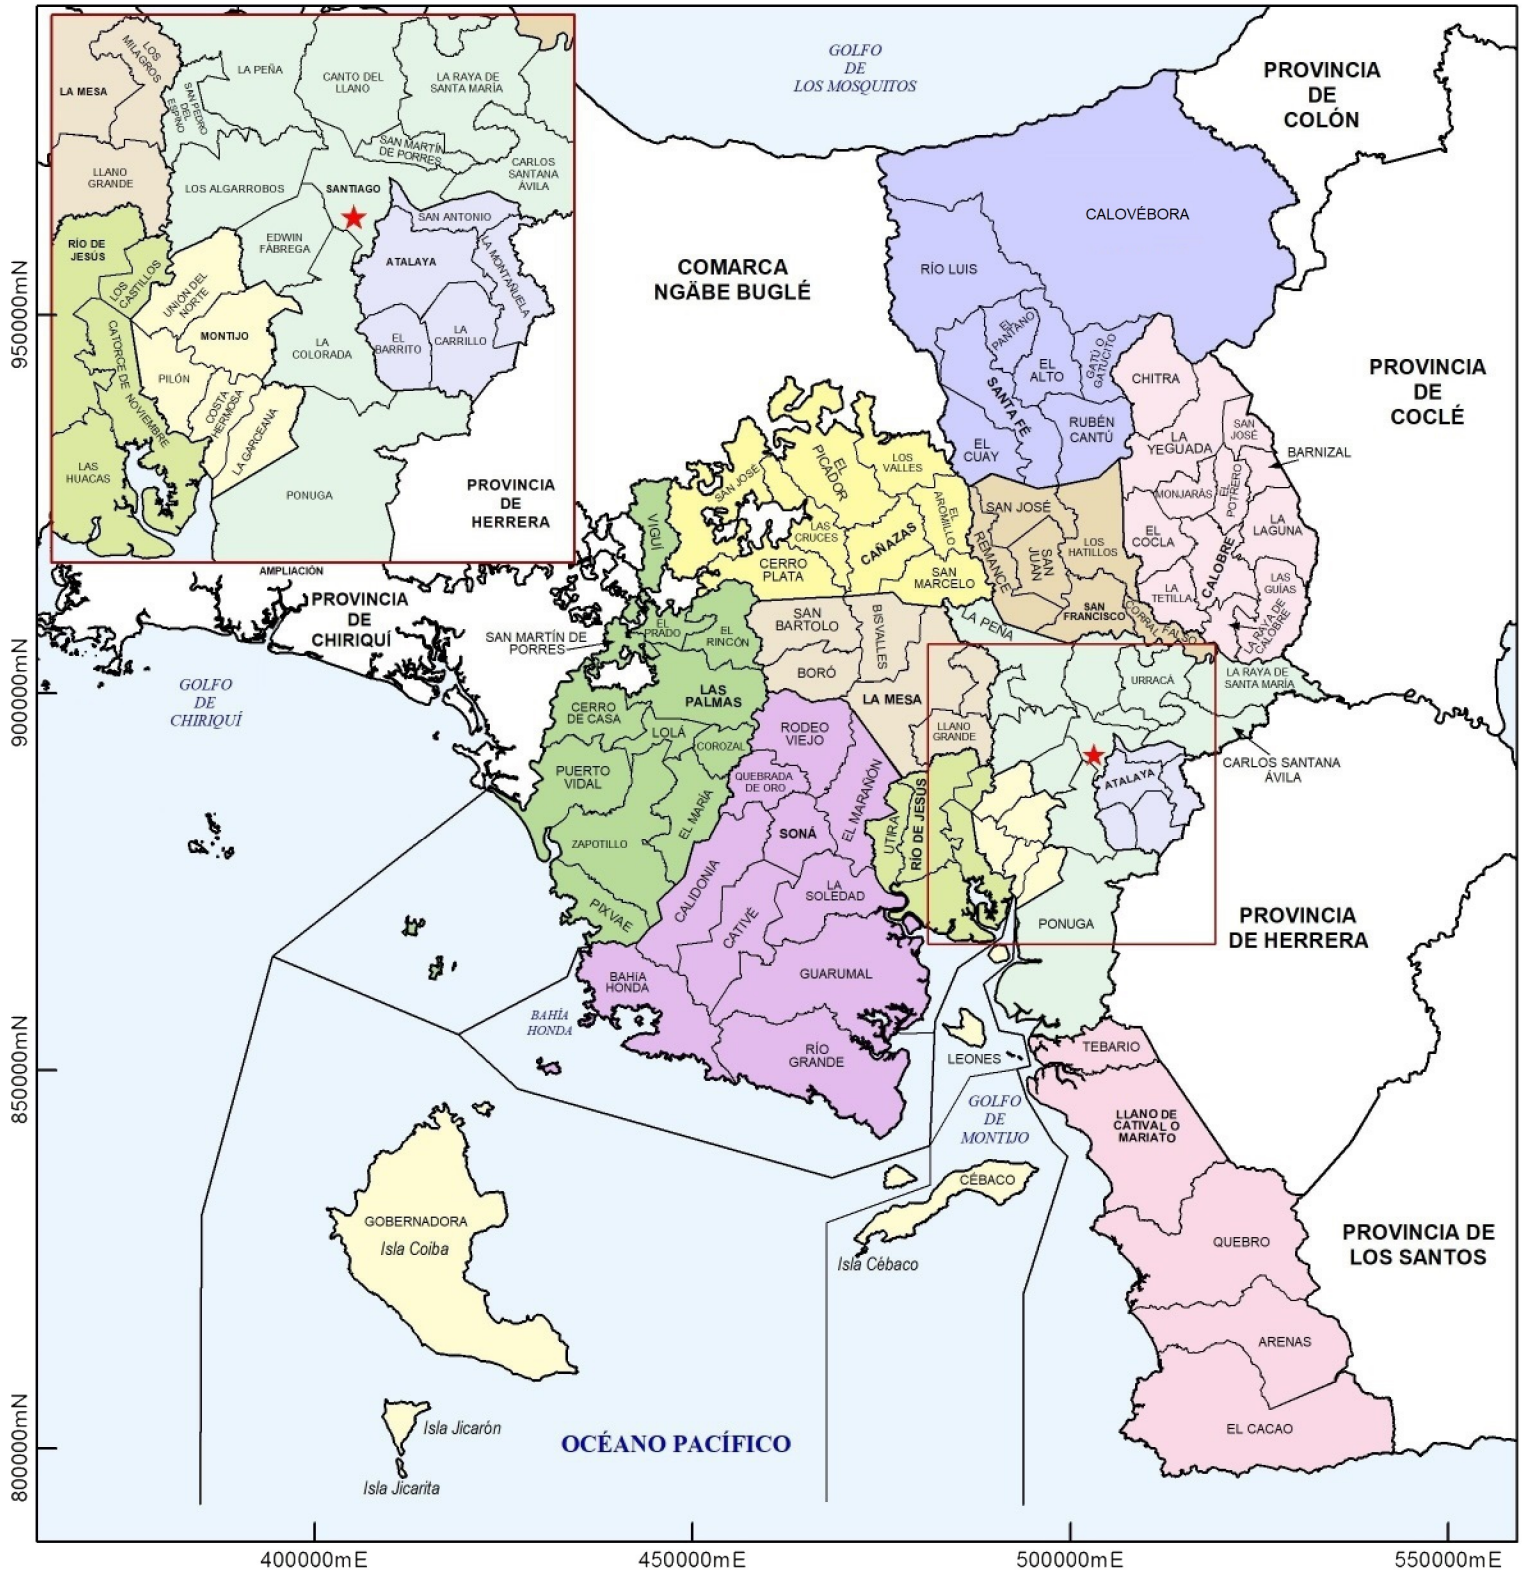 LOS
MILAGROS
LA MESA
SAN PEDRO
DEL
ESPINO
LA PEÑA
CANTO DEL
LLANO
LA RAYA DE
SANTA MARÍA
SAN MARTÍN
DE PORRES
CARLOS
SANTANA
ÁVILA
LLANO
GRANDE
LOS ALGARROBOS
SANTIAGO
SAN ANTONIO
RÍO DE
JESÚS
LOS
CASTILLOS
EDWIN
FÁBREGA
ATALAYA
LA MONTAÑUELA
UNIÓN DEL
NORTE
MONTIJO
LA
COLORADA
EL
BARRITO
LA
CARRILLO
CATORCE DE NOVIEMBRE
PILÓN
COSTA
HERMOSA
LA GARCEANA
LAS
HUACAS
PONUGA
PROVINCIA
DE
HERRERA
AMPLIACIÓN
GOLFO
DE
LOS MOSQUITOS
PROVINCIA
DE
COLÓN
COMARCA
NGÄBE BUGLÉ
CALOVÉBORA
RÍO LUIS
EL
PANTANO
EL
ALTO
GATÚ O
GATUCITO
SANTA FÉ
RUBÉN
CANTÚ
EL
CUAY
PROVINCIA
DE
COCLÉ
CHITRA
LA
YEGUADA
SAN
JOSÉ
BARNIZAL
MONJARÁS
EL
POTRERO
EL
COCLA
LA
LAGUNA
CALOBRE
LA
TETILLA
LAS
GUÍAS
LA RAYA DE
CALOBRE
VIGUÍ
SAN JOSÉ
EL
PICADOR
LOS
VALLES
LAS
CRUCES
CAÑAZAS
EL
AROMILLO
CERRO
PLATA
SAN
MARCELO
SAN JOSÉ
REMANCE
SAN
JUAN
LOS
HATILLOS
SAN
FRANCISCO
CORRAL FALSO
PROVINCIA
DE
CHIRIQUÍ
SAN MARTÍN DE
PORRES
EL
PRADO
EL
RINCÓN
SAN
BARTOLO
BISVALLES
BORÓ
LA PEÑA
LA MESA
LLANO
GRANDE
URRACÁ
LA RAYA DE
SANTA MARÍA
CARLOS SANTANA
ÁVILA
ATALAYA
GOLFO
DE
CHIRIQUÍ
LAS
PALMAS
CERRO
DE CASA
LOLÁ
COROZAL
PUERTO
VIDAL
EL MARÍA
ZAPOTILLO
PIXVAE
RODEO
VIEJO
QUEBRADA
DE ORO
EL MARAÑÓN
SONÁ
CALIDONIA
LA
SOLEDAD
CATIVÉ
GUARUMAL
BAHIA
HONDA
RÍO
GRANDE
UTIRA
RÍO DE JESÚS
PONUGA
PROVINCIA
DE HERRERA
BAHÍA
HONDA
LEONES
GOLFO
DE
MONTIJO
TEBARIO
LLANO DE
CATIVAL O
MARIATO
CÉBACO
Isla Cébaco
GOBERNADORA
Isla Coiba
QUEBRO
PROVINCIA DE
LOS SANTOS
ARENAS
EL CACAO
Isla Jicarón
Isla Jicarita
OCÉANO PACÍFICO
950000mN
900000mN
850000mN
800000mN
400000mE
450000mE
500000mE
550000mE